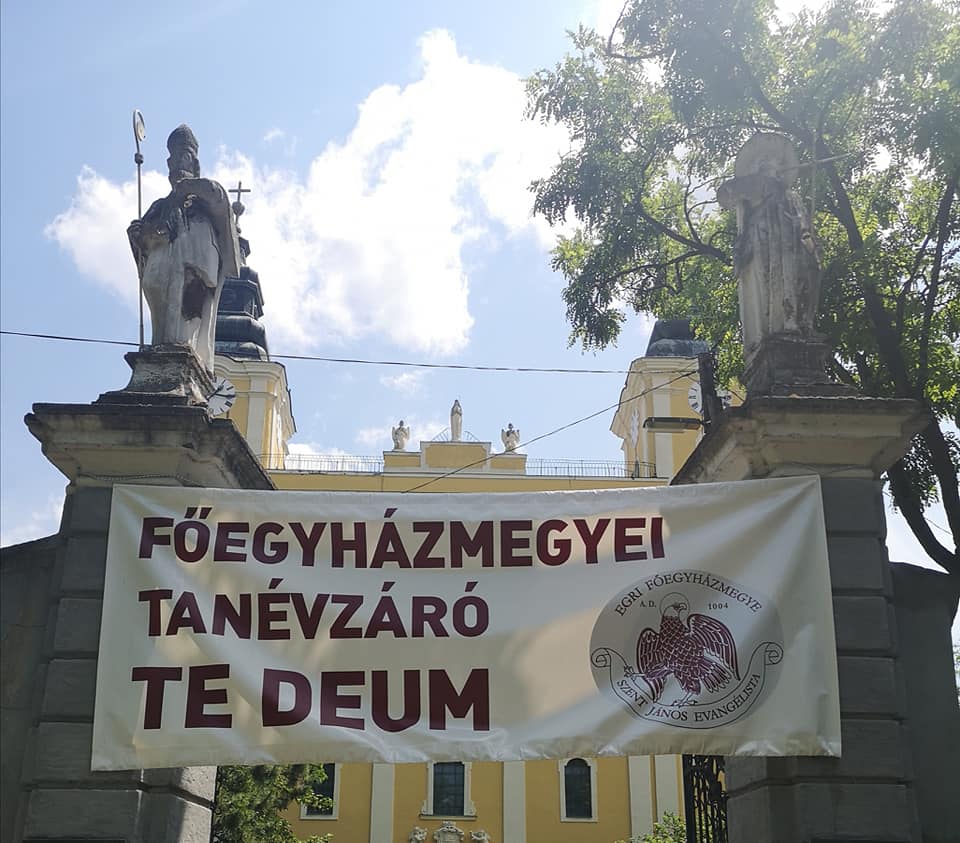 FŐEGYHÁZMEGYEI
TANÉVZÁRÓ
TE DEUM
EGRI FŐEGYHÁZMEGYE
A.D. 1004
SZENT JÁNOS EVANGÉLISTA